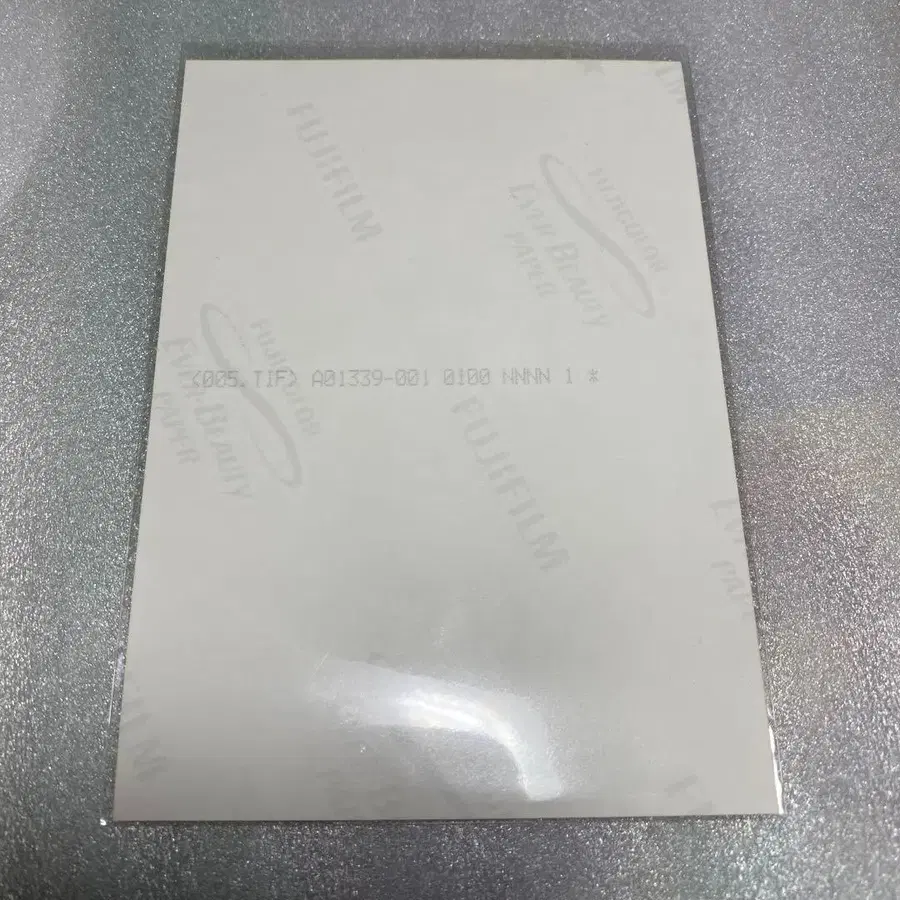 FUJIFILM
FUJICOLOR
EVER BEAUTY
PAPER
<005.TIF> A01339-001 0100 NNNN 1 *
FUJICOLOR
EVER BEAUTY
PAPER
FUJIFILM